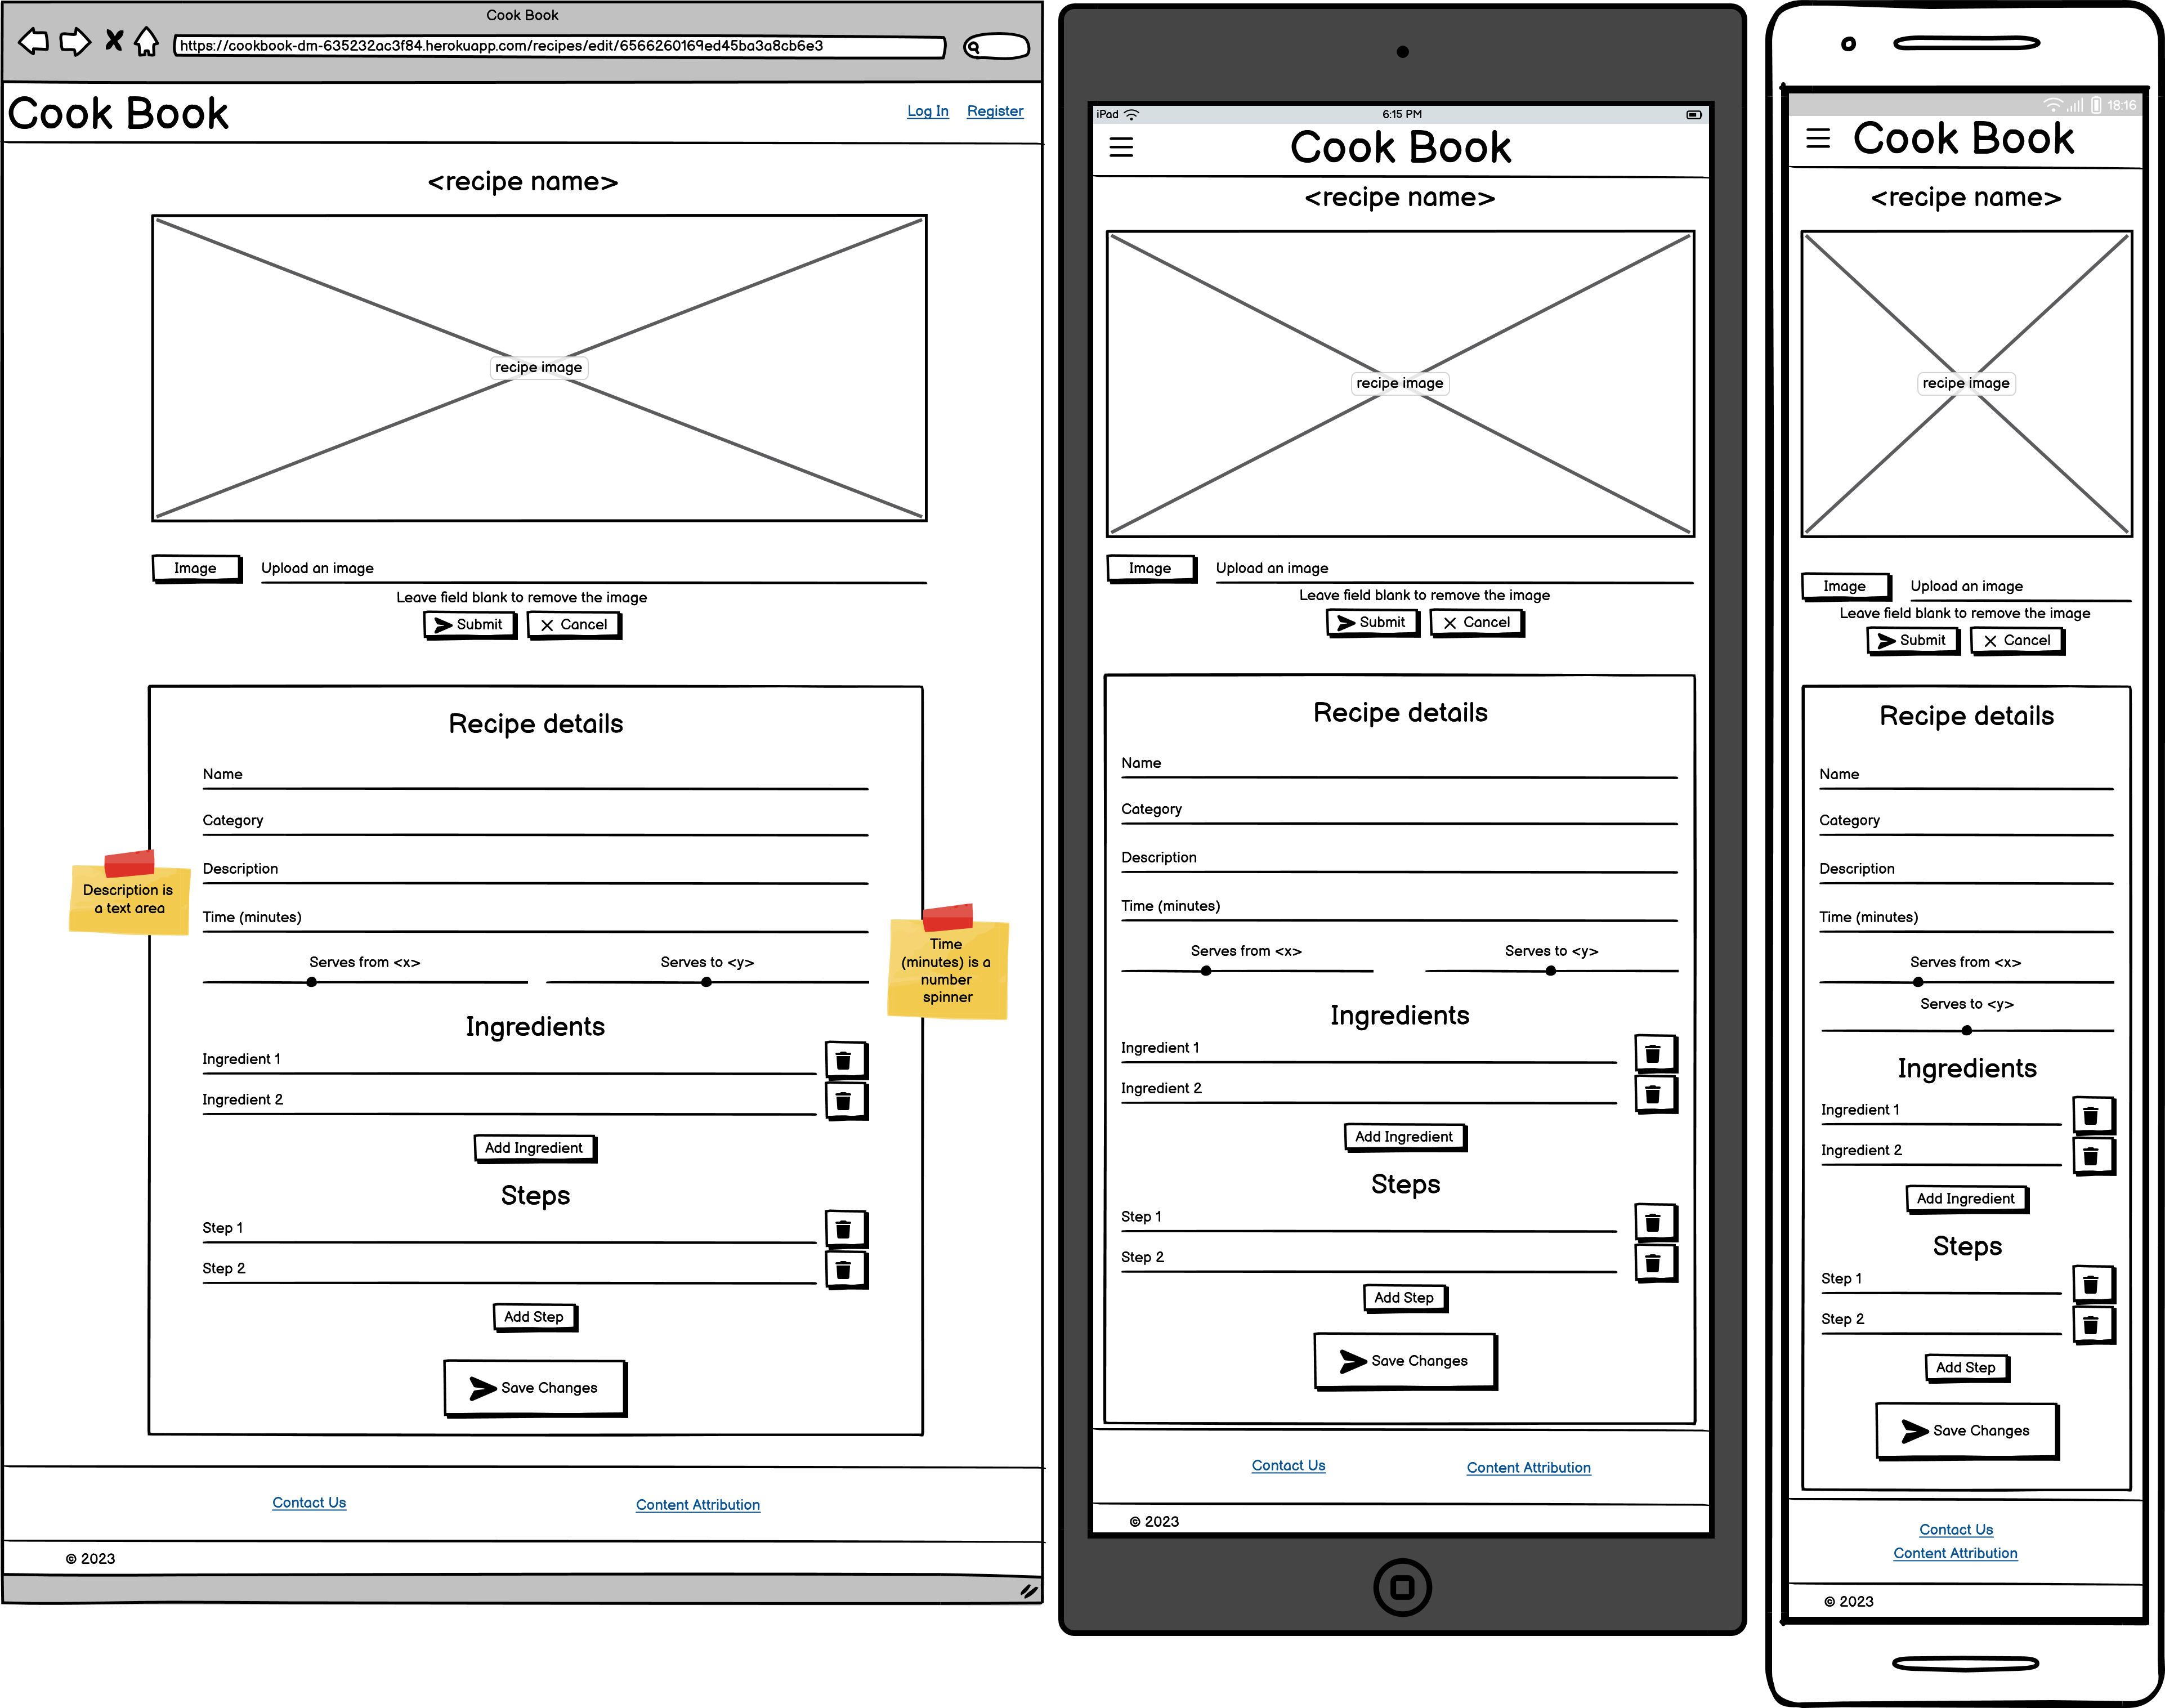 Cook Book
https://cookbook-dm-635232ac3f84.herokuapp.com/recipes/edit/6566260169ed45ba3a8cb6e3
Cook Book
Log In Register
<recipe name>
recipe image
Image Upload an image
Leave field blank to remove the image
Submit Cancel
Recipe details
Name
Category
Description
Time (minutes)
Description is
a text area
Time
(minutes) is a
number
spinner
Serves from <x> Serves to <y>
Ingredients
Ingredient 1
Ingredient 2
Add Ingredient
Steps
Step 1
Step 2
Add Step
Save Changes
Contact Us Content Attribution
© 2023
iPad 6:15 PM
Cook Book
<recipe name>
recipe image
Image Upload an image
Leave field blank to remove the image
Submit Cancel
Recipe details
Name
Category
Description
Time (minutes)
Serves from <x> Serves to <y>
Ingredients
Ingredient 1
Ingredient 2
Add Ingredient
Steps
Step 1
Step 2
Add Step
Save Changes
Contact Us Content Attribution
© 2023
18:16
Cook Book
<recipe name>
recipe image
Image Upload an image
Leave field blank to remove the image
Submit Cancel
Recipe details
Name
Category
Description
Time (minutes)
Serves from <x>
Serves to <y>
Ingredients
Ingredient 1
Ingredient 2
Add Ingredient
Steps
Step 1
Step 2
Add Step
Save Changes
Contact Us
Content Attribution
© 2023